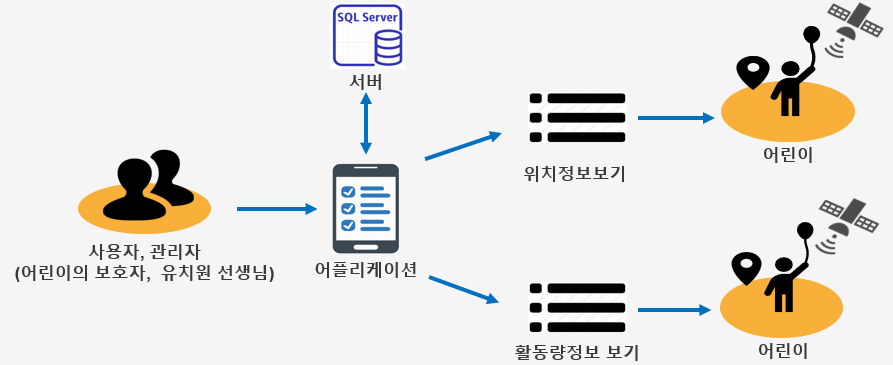 SQL Server
서버
사용자, 관리자
(어린이의 보호자, 유치원 선생님)
어플리케이션
위치정보보기
어린이
활동량정보 보기
어린이